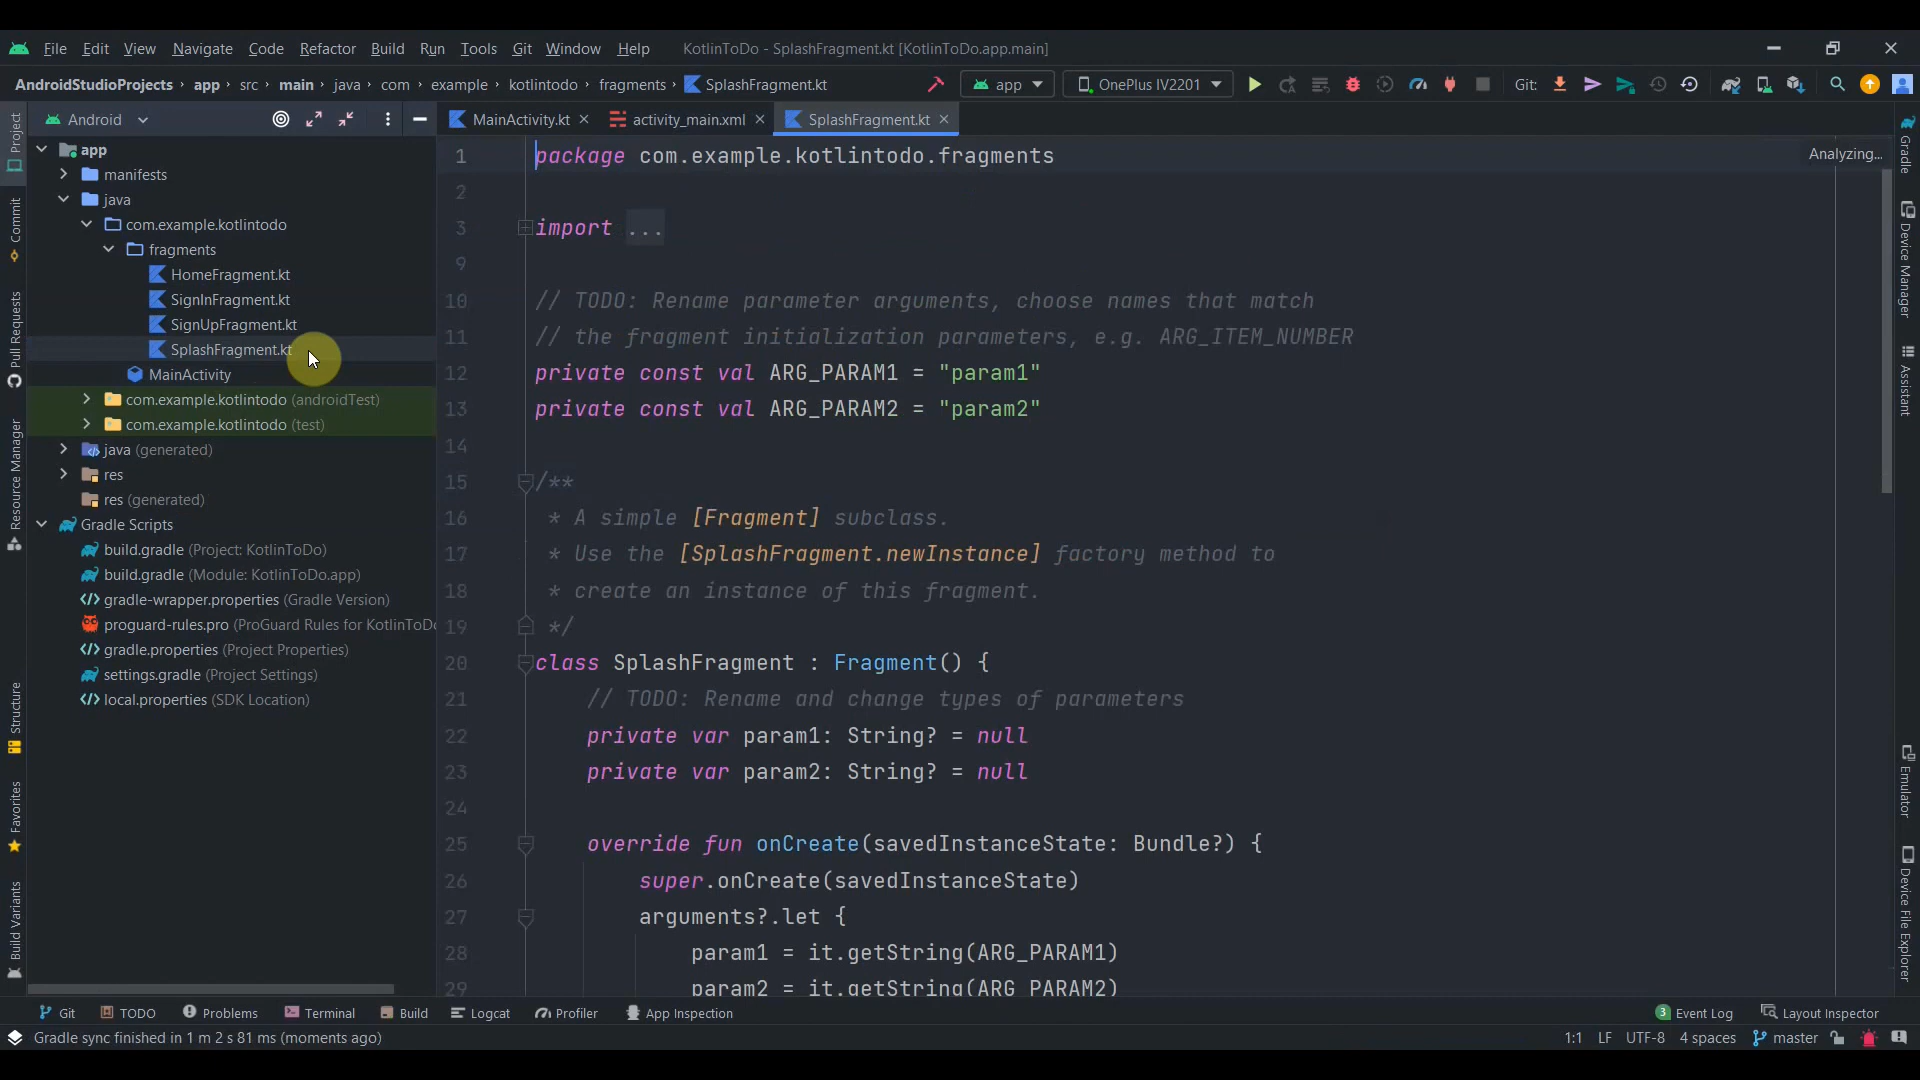 File Edit View Navigate Code Refactor Build Run Tools Git Window Help KotlinToDo - SplashFragment.kt [KotlinToDo.app.main]
AndroidStudioProjects app src main java com example kotlintodo fragments SplashFragment.kt app OnePlus IV2201 Git:
Android
MainActivity.kt activity_main.xml SplashFragment.kt
Project
Commit
Pull Requests
Resource Manager
Structure
Favorites
Build Variants
app
manifests
java
com.example.kotlintodo
fragments
HomeFragment.kt
SignInFragment.kt
SignUpFragment.kt
SplashFragment.kt
MainActivity
com.example.kotlintodo (androidTest)
com.example.kotlintodo (test)
java (generated)
res
res (generated)
Gradle Scripts
build.gradle (Project: KotlinToDo)
build.gradle (Module: KotlinToDo.app)
gradle-wrapper.properties (Gradle Version)
proguard-rules.pro (ProGuard Rules for KotlinToDo
gradle.properties (Project Properties)
settings.gradle (Project Settings)
local.properties (SDK Location)
Analyzing...
1 package com.example.kotlintodo.fragments
2
3 import ...
9
10 // TODO: Rename parameter arguments, choose names that match
11 // the fragment initialization parameters, e.g. ARG_ITEM_NUMBER
12 private const val ARG_PARAM1 = "param1"
13 private const val ARG_PARAM2 = "param2"
14
15 /**
16 * A simple [Fragment] subclass.
17 * Use the [SplashFragment.newInstance] factory method to
18 * create an instance of this fragment.
19 */
20 class SplashFragment : Fragment() {
21 // TODO: Rename and change types of parameters
22 private var param1: String? = null
23 private var param2: String? = null
24
25 override fun onCreate(savedInstanceState: Bundle?) {
26 super.onCreate(savedInstanceState)
27 arguments?.let {
28 param1 = it.getString(ARG_PARAM1)
29 param2 = it.getString(ARG_PARAM2)
Gradle
Device Manager
Assistant
Emulator
Device File Explorer
Git TODO Problems Terminal Build Logcat Profiler App Inspection 3 Event Log Layout Inspector
Gradle sync finished in 1 m 2 s 81 ms (moments ago) 1:1 LF UTF-8 4 spaces master